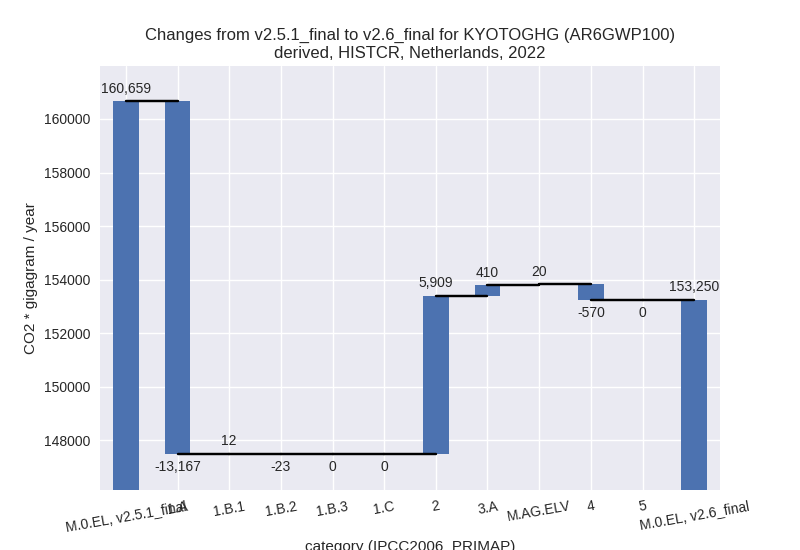 Changes from v2.5.1_final to v2.6_final for KYOTOGHG (AR6GWP100)
derived, HISTCR, Netherlands, 2022
CO2 * gigagram / year
160000
158000
156000
154000
152000
150000
148000
160,659
-13,167
12
-23
0
0
5,909
410
20
-570
0
153,250
M.0.EL, v2.5.1_final
1.A
1.B.1
1.B.2
1.B.3
1.C
2
3.A
M.AG.ELV
4
5
M.0.EL, v2.6_final
category (IPCC2006_PRIMAP)